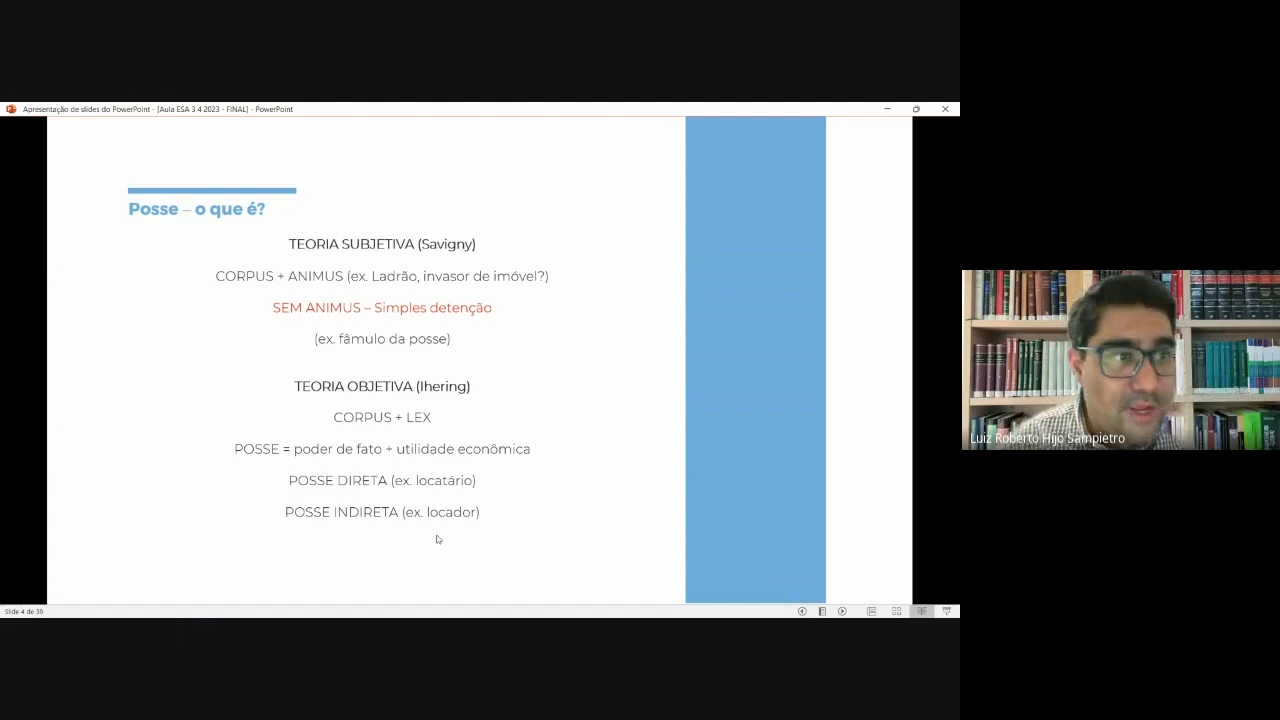 Apresentação de slides do PowerPoint - [Aula ESA 3 4 2023 - FINAL] - PowerPoint
Posse – o que é?
TEORIA SUBJETIVA (Savigny)
CORPUS + ANIMUS (ex. Ladrão, invasor de imóvel?)
SEM ANIMUS – Simples detenção
(ex. fâmulo da posse)
TEORIA OBJETIVA (Ihering)
CORPUS + LEX
POSSE = poder de fato + utilidade econômica
POSSE DIRETA (ex. locatário)
POSSE INDIRETA (ex. locador)
Slide 4 de 39
Luiz Roberto Hijo Sampietro